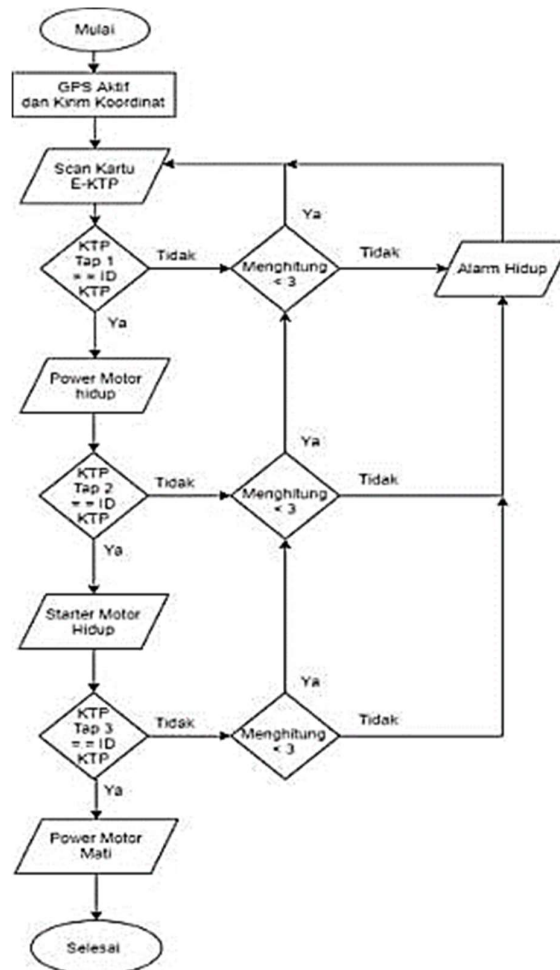 Mulai
GPS Aktif
dan Kirim Koordinat
Scan Kartu
E-KTP
Ya
KTP
Tap 1
= = ID
KTP
Tidak
Menghitung
< 3
Tidak
Alarm Hidup
Ya
Power Motor
hidup
Ya
KTP
Tap 2
= = ID
KTP
Tidak
Menghitung
< 3
Tidak
Ya
Starter Motor
Hidup
Ya
KTP
Tap 3
= = ID
KTP
Tidak
Menghitung
< 3
Tidak
Ya
Power Motor
Mati
Selesai